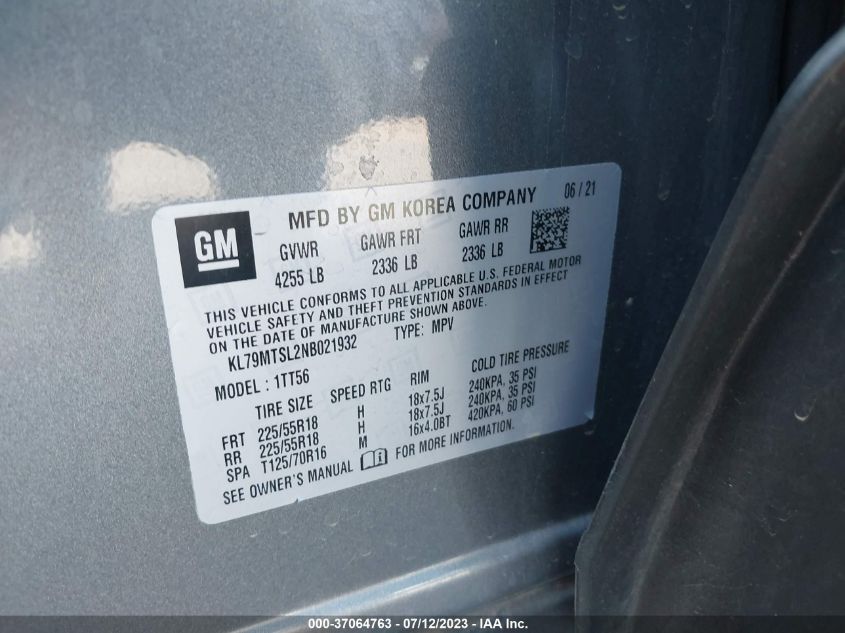 GM
MFD BY GM KOREA COMPANY 06 / 21
GVWR GAWR FRT GAWR RR
4255 LB 2336 LB 2336 LB
THIS VEHICLE CONFORMS TO ALL APPLICABLE U.S. FEDERAL MOTOR
VEHICLE SAFETY AND THEFT PREVENTION STANDARDS IN EFFECT
ON THE DATE OF MANUFACTURE SHOWN ABOVE.
KL79MTSL2NB021932 TYPE: MPV
MODEL : 1TT56
TIRE SIZE SPEED RTG RIM COLD TIRE PRESSURE
FRT 225/55R18 H 18x7.5J 240KPA, 35 PSI
RR 225/55R18 H 18x7.5J 240KPA, 35 PSI
SPA T125/70R16 M 16x4.0BT 420KPA, 60 PSI
SEE OWNER'S MANUAL FOR MORE INFORMATION.
000-37064763 - 07/12/2023 - IAA Inc.